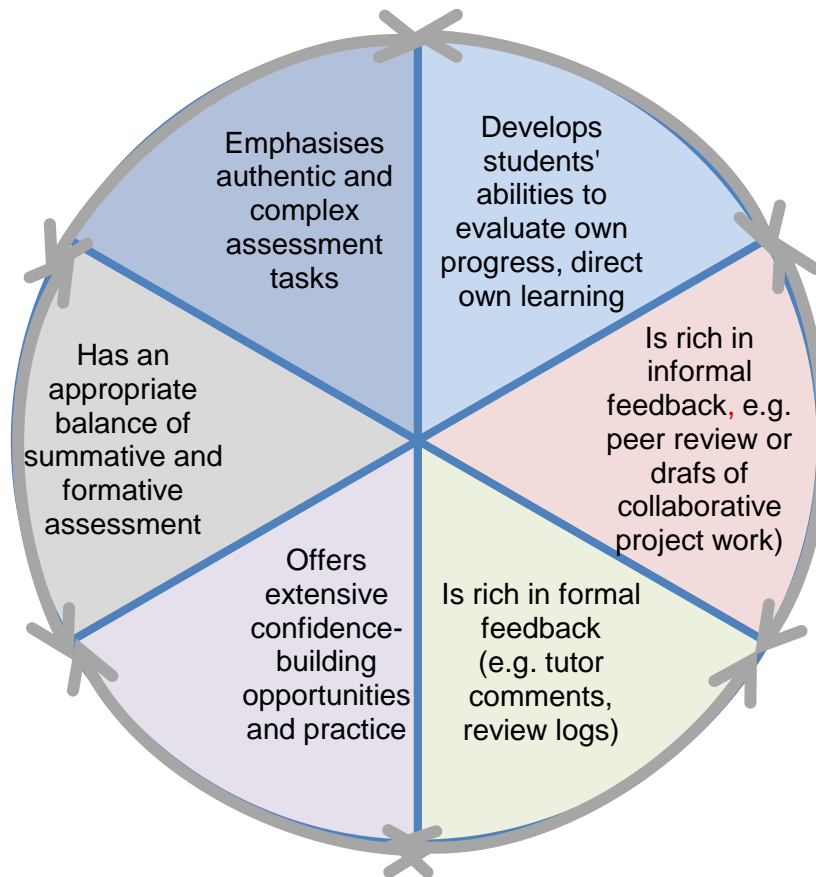 Emphasises
authentic and
complex
assessment
tasks
Develops
students'
abilities to
evaluate own
progress, direct
own learning
Is rich in
informal
feedback, e.g.
peer review or
drafs of
collaborative
project work)
Is rich in formal
feedback
(e.g. tutor
comments,
review logs)
Offers
extensive
confidence-
building
opportunities
and practice
Has an
appropriate
balance of
summative and
formative
assessment